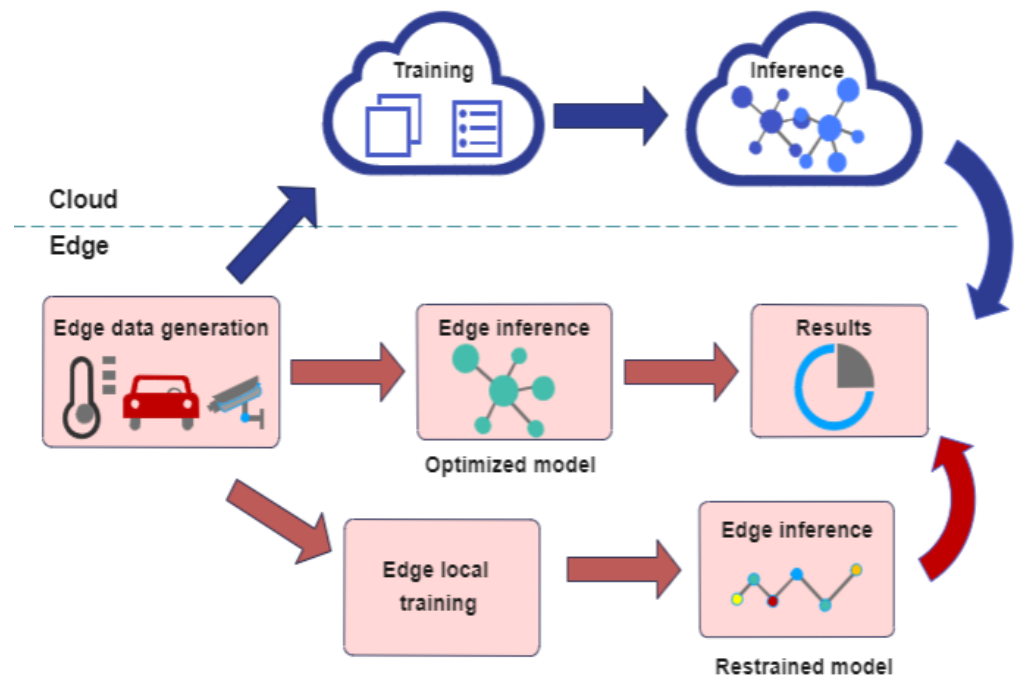 Training
Inference
Cloud
Edge
Edge data generation
Edge inference
Results
Optimized model
Edge local
training
Edge inference
Restrained model